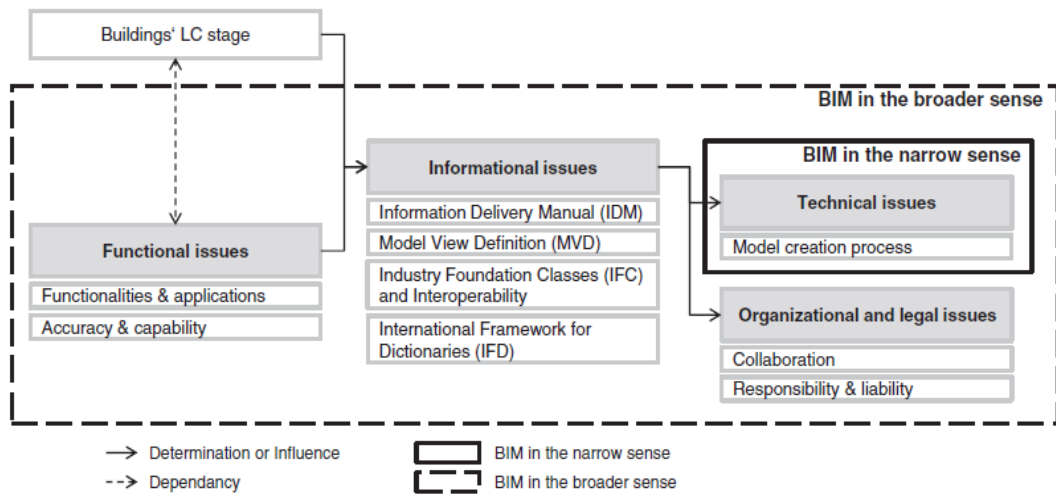 Buildings‘ LC stage
BIM in the broader sense
BIM in the narrow sense
Informational issues
Information Delivery Manual (IDM)
Model View Definition (MVD)
Industry Foundation Classes (IFC)
and Interoperability
International Framework for
Dictionaries (IFD)
Functional issues
Functionalities & applications
Accuracy & capability
Technical issues
Model creation process
Organizational and legal issues
Collaboration
Responsibility & liability
Determination or Influence
Dependancy
BIM in the narrow sense
BIM in the broader sense